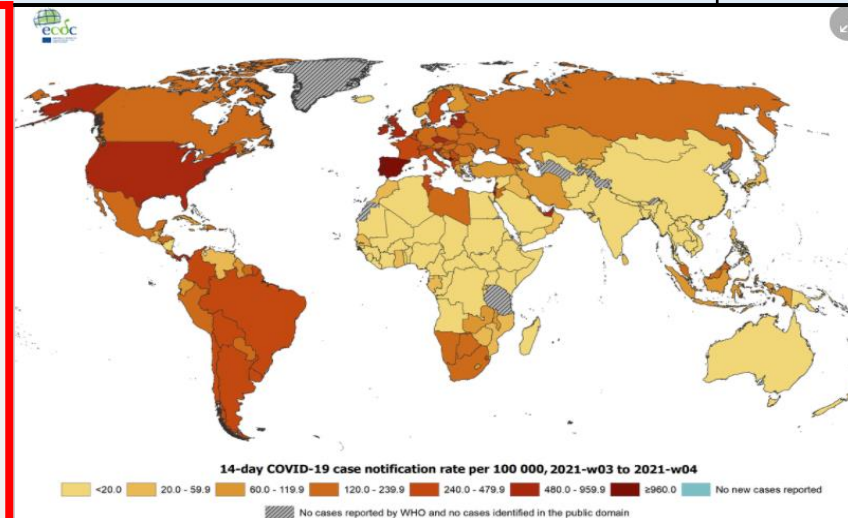 ecdc
14-day COVID-19 case notification rate per 100 000, 2021-w03 to 2021-w04
<20.0 20.0 - 59.9 60.0 - 119.9 120.0 - 239.9 240.0 - 479.9 480.0 - 959.9 ≥960.0 No new cases reported
No cases reported by WHO and no cases identified in the public domain